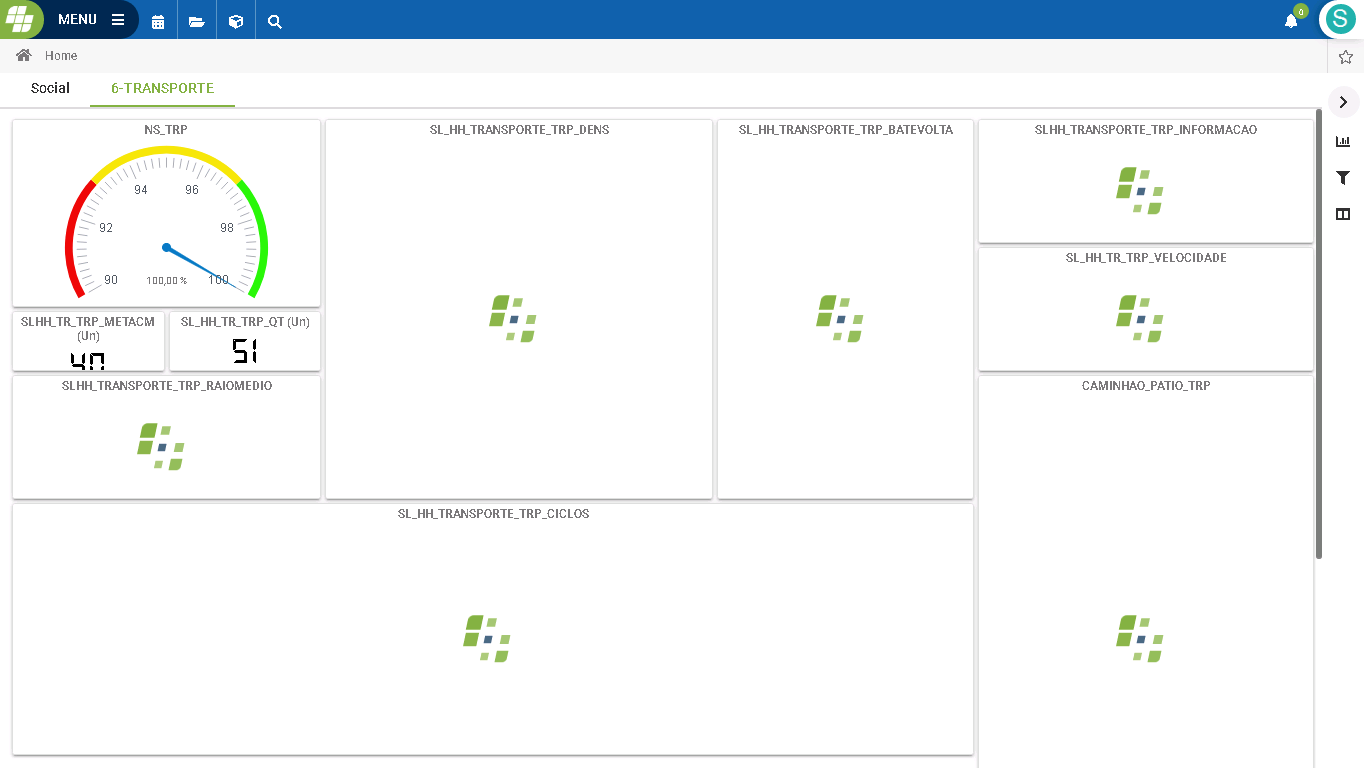 MENU
0
S
Home
Social
6-TRANSPORTE
NS_TRP
90
92
94
96
98
100
100,00 %
SL_HH_TRANSPORTE_TRP_DENS
SL_HH_TRANSPORTE_TRP_BATEVOLTA
SLHH_TRANSPORTE_TRP_INFORMACAO
SL_HH_TR_TRP_VELOCIDADE
SLHH_TR_TRP_METACM
(Un)
40
SL_HH_TR_TRP_QT (Un)
51
SLHH_TRANSPORTE_TRP_RAIOMEDIO
CAMINHAO_PATIO_TRP
SL_HH_TRANSPORTE_TRP_CICLOS